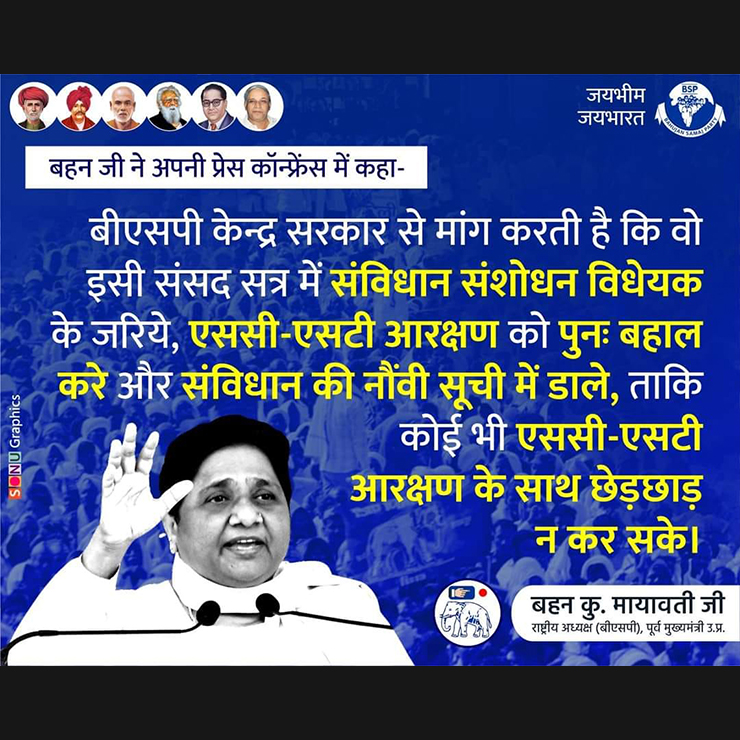 जयभीम
जयभारत
BSP
BAHUJAN SAMAJ PARTY
बहन जी ने अपनी प्रेस कॉन्फ्रेंस में कहा-
बीएसपी केन्द्र सरकार से मांग करती है कि वो
इसी संसद सत्र में संविधान संशोधन विधेयक
के जरिये, एससी-एसटी आरक्षण को पुनः बहाल
करे और संविधान की नौंवी सूची में डाले, ताकि
कोई भी एससी-एसटी
आरक्षण के साथ छेड़छाड़
न कर सके।
SONU Graphics
बहन कु. मायावती जी
राष्ट्रीय अध्यक्ष (बीएसपी), पूर्व मुख्यमंत्री उ.प्र.